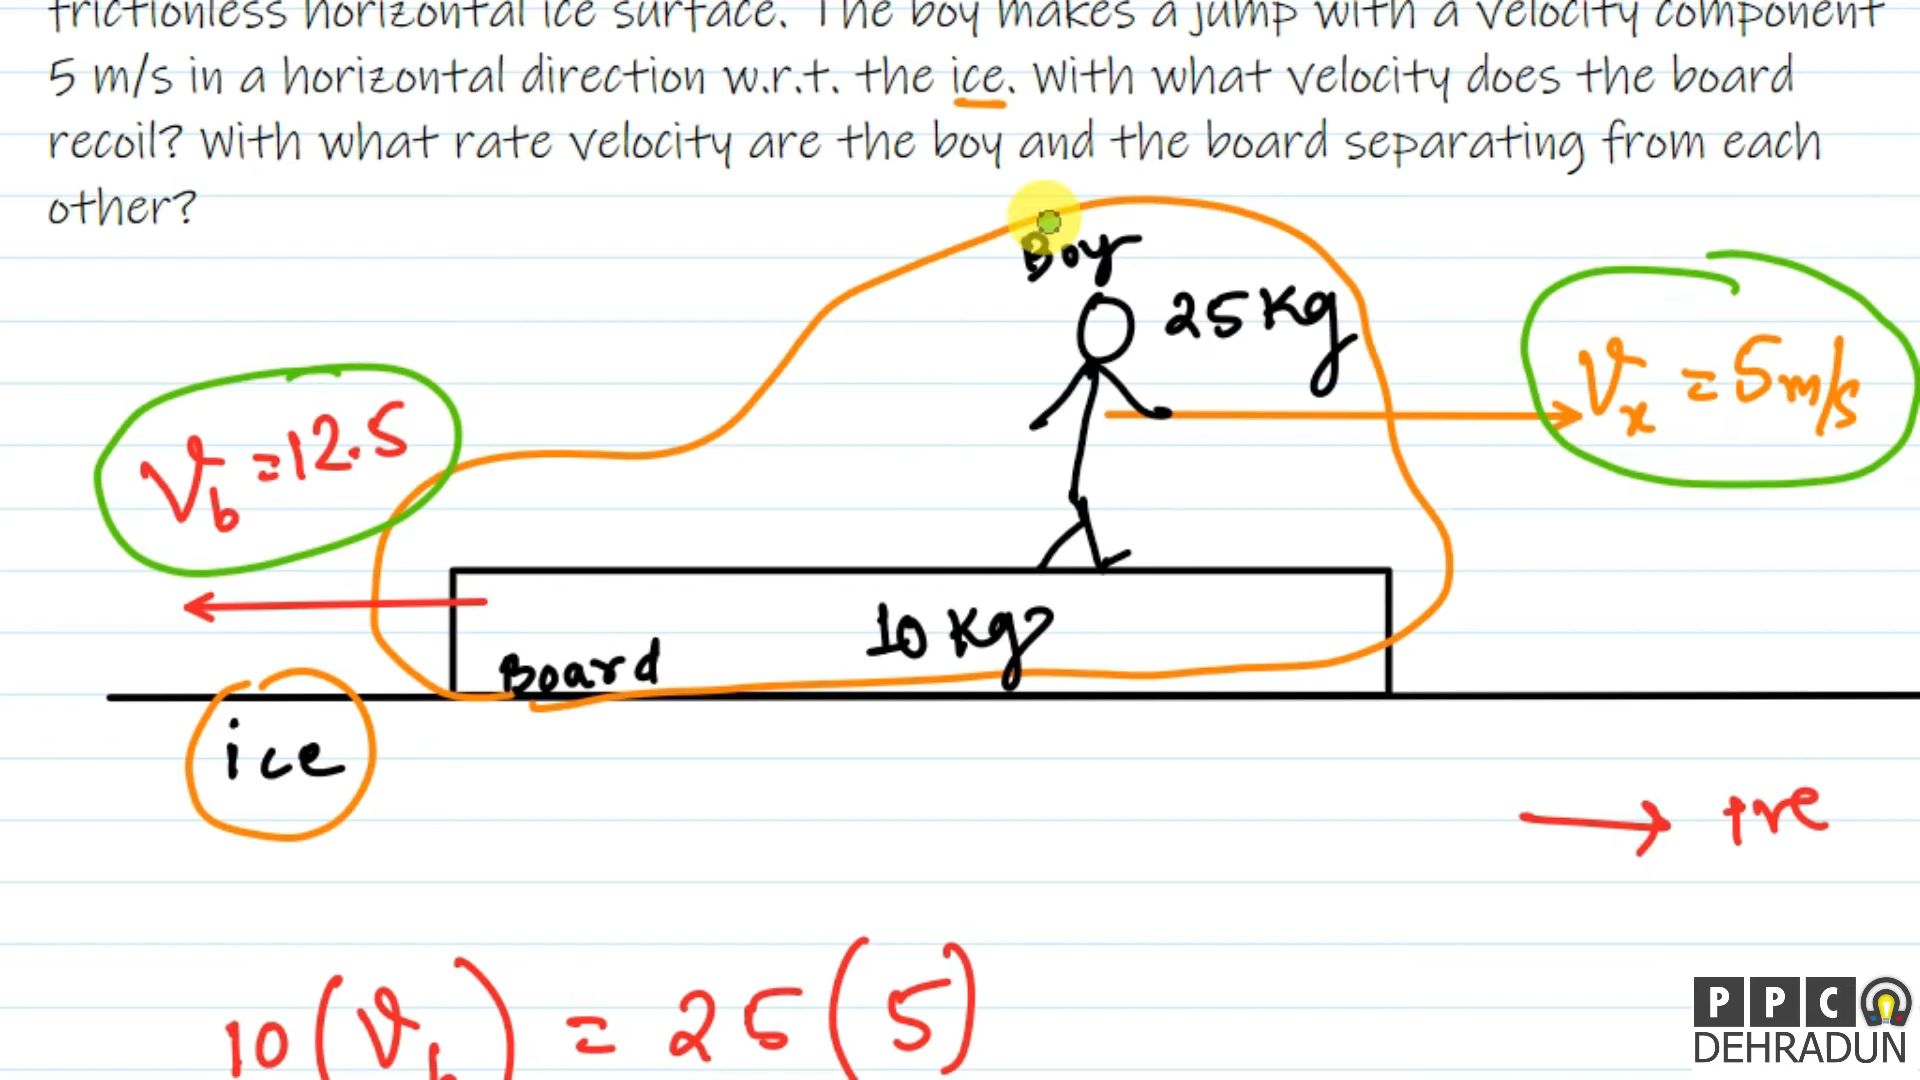 frictionless horizontal ice surface. The boy makes a jump with a velocity component
5 m/s in a horizontal direction w.r.t. the ice. With what velocity does the board
recoil? With what rate velocity are the boy and the board separating from each
other?
Boy
25 Kg
Vx = 5 m/s
Vb = 12.5
10 Kg
Board
ice
+ve
10 (Vb) = 25 (5)
PPC
DEHRADUN